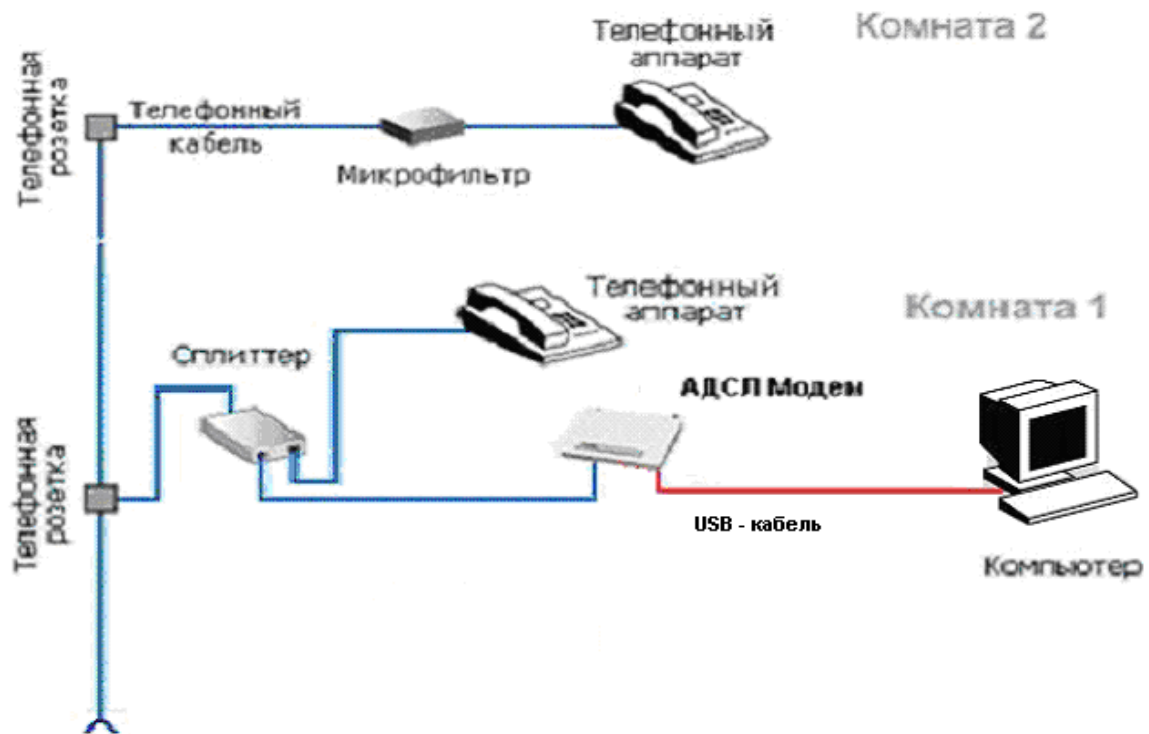 Телефонный
аппарат
Комната 2
Телефонная
розетка
Телефонный
кабель
Микрофильтр
Телефонный
аппарат
Комната 1
Сплиттер
АДСЛ Модем
Телефонная
розетка
USB - кабель
Компьютер